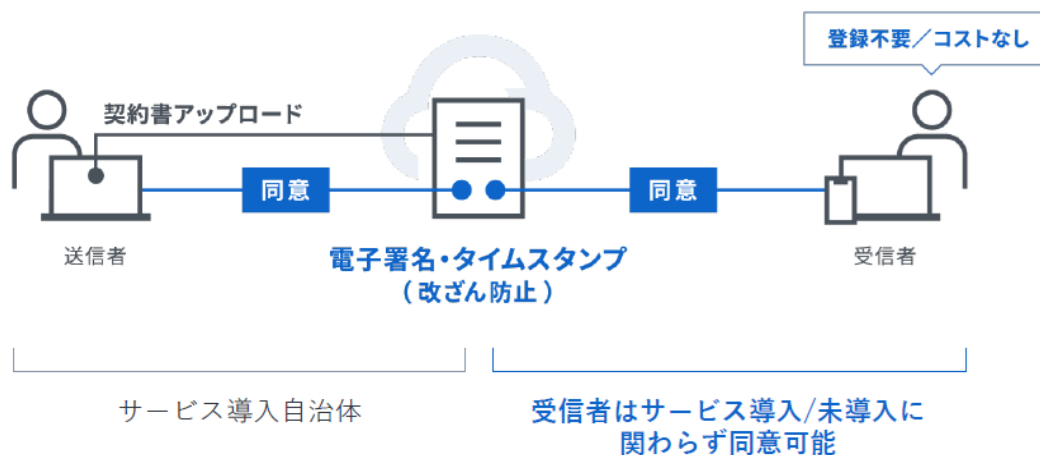 登録不要／コストなし
契約書アップロード
同意
同意
送信者
電子署名・タイムスタンプ
（改ざん防止）
受信者
サービス導入自治体
受信者はサービス導入/未導入に
関わらず同意可能